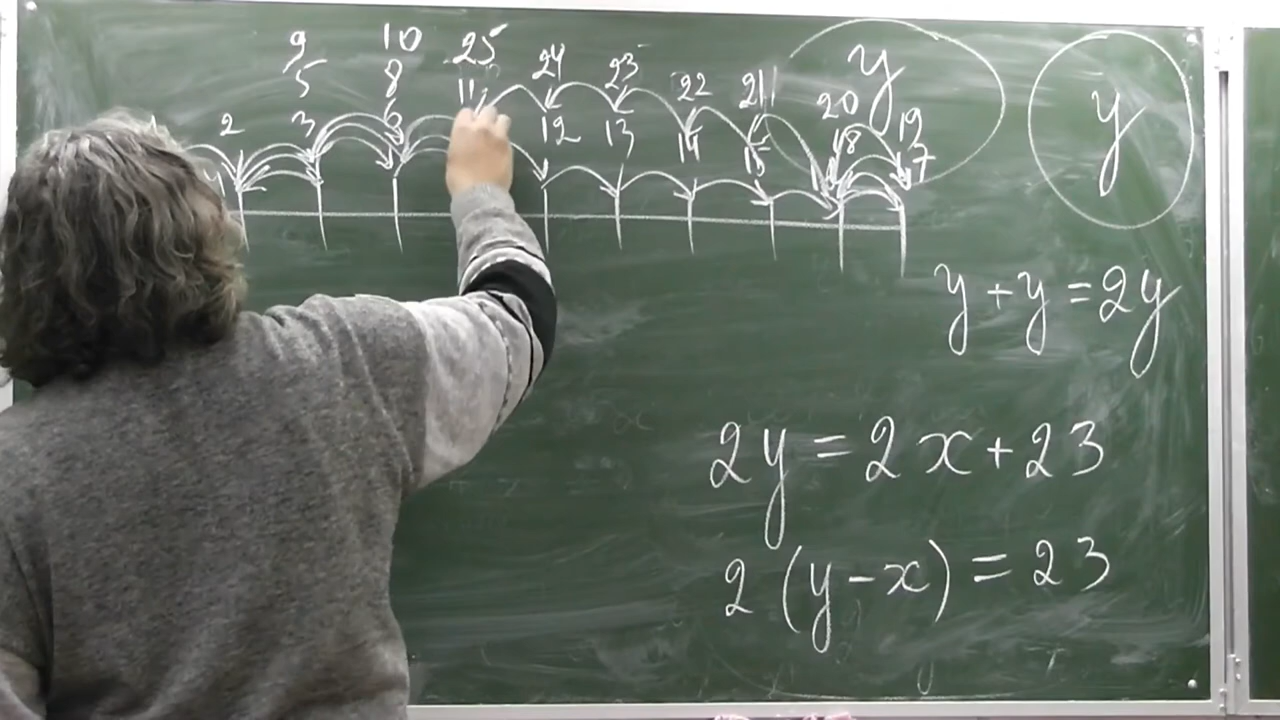 9 10 25 24 23 22 21 y
5 8 11 20 19 y
2 3 6 12 13 14 15 18 17
y + y = 2y
2y = 2x + 23
2 (y - x) = 23